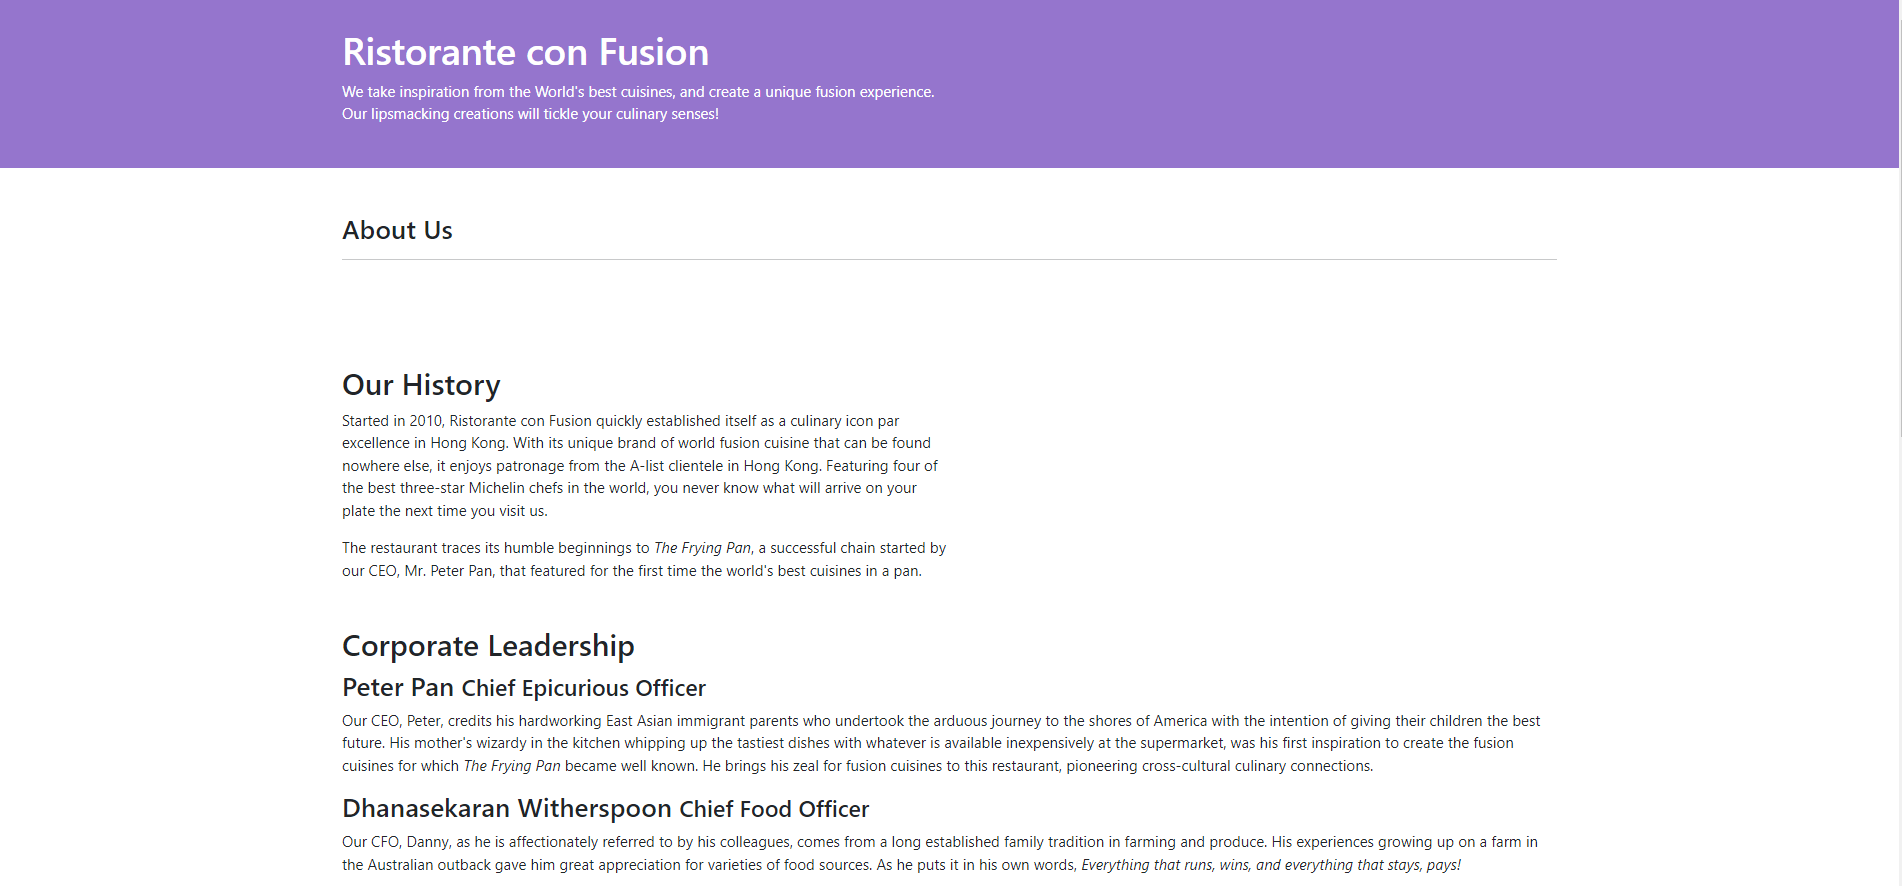 Ristorante con Fusion
We take inspiration from the World's best cuisines, and create a unique fusion experience.
Our lipsmacking creations will tickle your culinary senses!
About Us
Our History
Started in 2010, Ristorante con Fusion quickly established itself as a culinary icon par
excellence in Hong Kong. With its unique brand of world fusion cuisine that can be found
nowhere else, it enjoys patronage from the A-list clientele in Hong Kong. Featuring four of
the best three-star Michelin chefs in the world, you never know what will arrive on your
plate the next time you visit us.
The restaurant traces its humble beginnings to The Frying Pan, a successful chain started by
our CEO, Mr. Peter Pan, that featured for the first time the world's best cuisines in a pan.
Corporate Leadership
Peter Pan Chief Epicurious Officer
Our CEO, Peter, credits his hardworking East Asian immigrant parents who undertook the arduous journey to the shores of America with the intention of giving their children the best
future. His mother's wizardy in the kitchen whipping up the tastiest dishes with whatever is available inexpensively at the supermarket, was his first inspiration to create the fusion
cuisines for which The Frying Pan became well known. He brings his zeal for fusion cuisines to this restaurant, pioneering cross-cultural culinary connections.
Dhanasekaran Witherspoon Chief Food Officer
Our CFO, Danny, as he is affectionately referred to by his colleagues, comes from a long established family tradition in farming and produce. His experiences growing up on a farm in
the Australian outback gave him great appreciation for varieties of food sources. As he puts it in his own words, Everything that runs, wins, and everything that stays, pays!